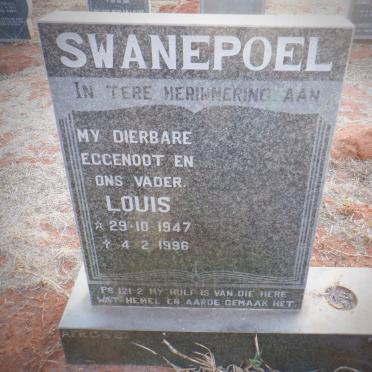 SWANEPOEL
IN TERE HERINNERING AAN
MY DIERBARE
EGGENOOT EN
ONS VADER.
LOUIS
* 29-10 1947
† 4-2 1996
PS 121-2 MY HULP IS VAN DIE HERE
WAT HEMEL EN AARDE GEMAAK HET.